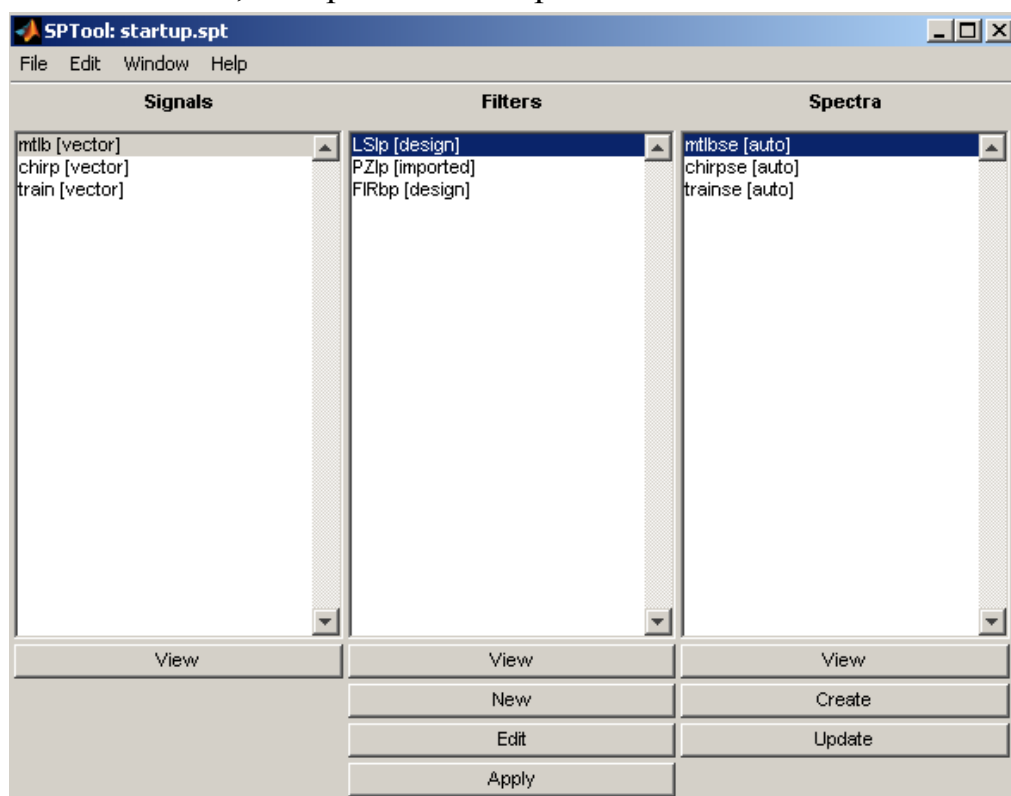 SPTool: startup.spt
File Edit Window Help
Signals
mtlb [vector]
chirp [vector]
train [vector]
View
Filters
LSlp [design]
PZlp [imported]
FIRbp [design]
View
New
Edit
Apply
Spectra
mtlbse [auto]
chirpse [auto]
trainse [auto]
View
Create
Update